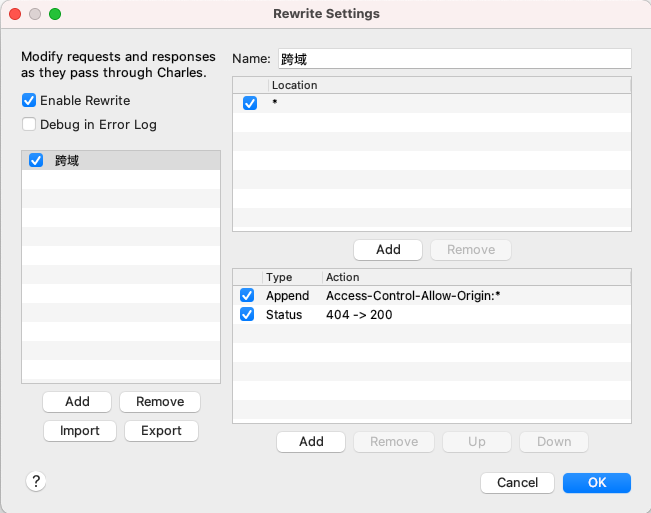 Rewrite Settings
Modify requests and responses
as they pass through Charles.
Enable Rewrite
Debug in Error Log
跨域
Add
Remove
Import
Export
Name: 跨域
Location
*
Add
Remove
Type Action
Append Access-Control-Allow-Origin:*
Status 404 -> 200
Add
Remove
Up
Down
?
Cancel
OK